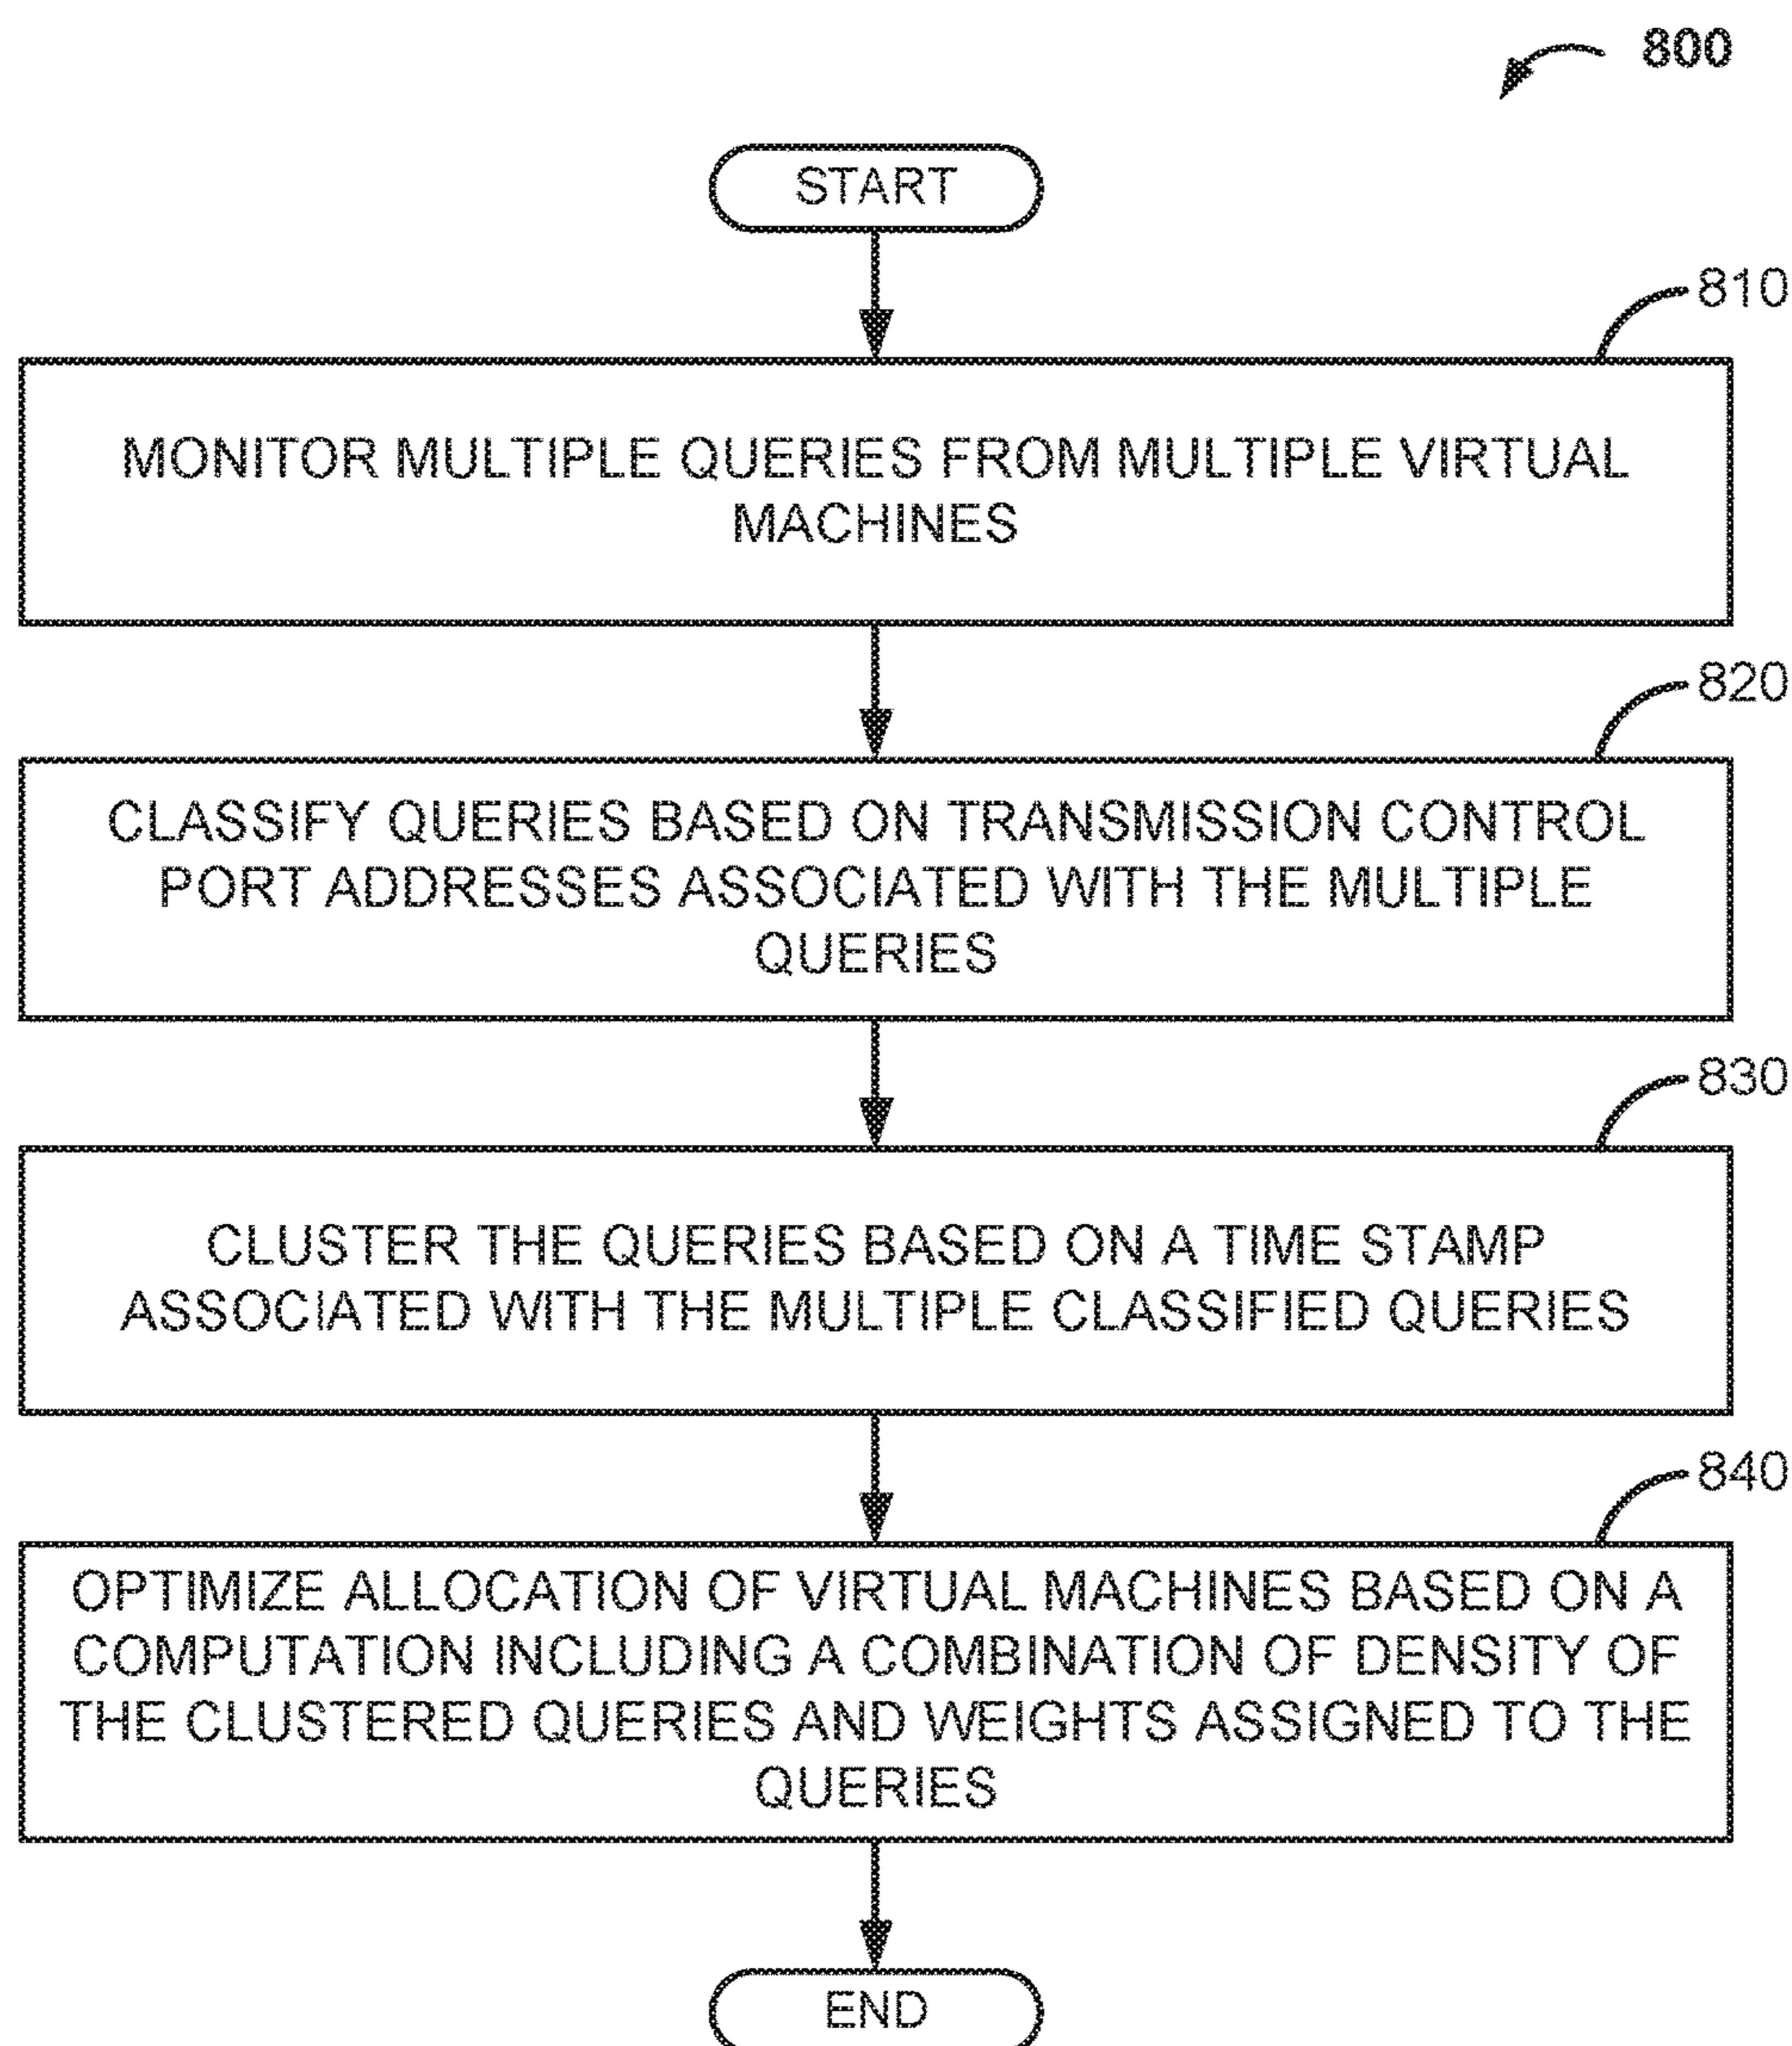 800
START
810
MONITOR MULTIPLE QUERIES FROM MULTIPLE VIRTUAL
MACHINES
820
CLASSIFY QUERIES BASED ON TRANSMISSION CONTROL
PORT ADDRESSES ASSOCIATED WITH THE MULTIPLE
QUERIES
830
CLUSTER THE QUERIES BASED ON A TIME STAMP
ASSOCIATED WITH THE MULTIPLE CLASSIFIED QUERIES
840
OPTIMIZE ALLOCATION OF VIRTUAL MACHINES BASED ON A
COMPUTATION INCLUDING A COMBINATION OF DENSITY OF
THE CLUSTERED QUERIES AND WEIGHTS ASSIGNED TO THE
QUERIES
END